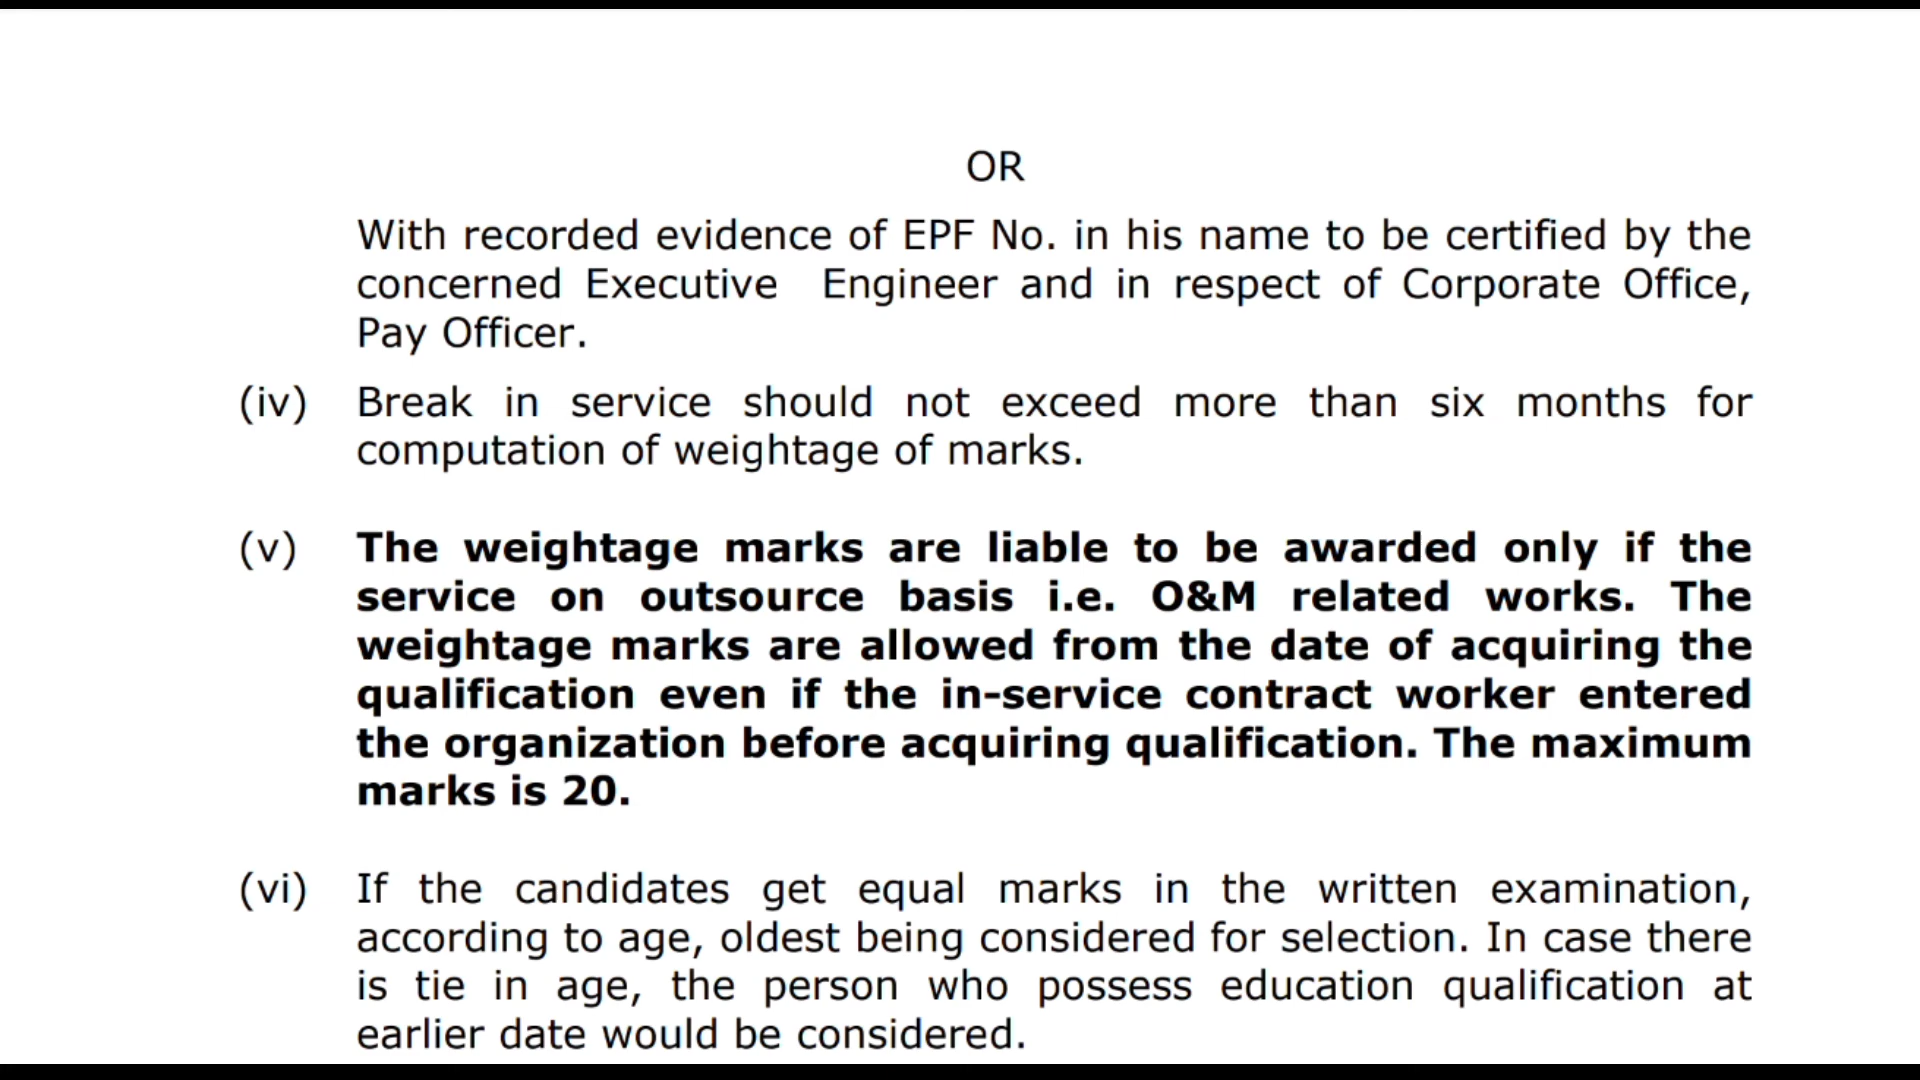 OR
With recorded evidence of EPF No. in his name to be certified by the
concerned Executive Engineer and in respect of Corporate Office,
Pay Officer.
(iv) Break in service should not exceed more than six months for
computation of weightage of marks.
(v) The weightage marks are liable to be awarded only if the
service on outsource basis i.e. O&M related works. The
weightage marks are allowed from the date of acquiring the
qualification even if the in-service contract worker entered
the organization before acquiring qualification. The maximum
marks is 20.
(vi) If the candidates get equal marks in the written examination,
according to age, oldest being considered for selection. In case there
is tie in age, the person who possess education qualification at
earlier date would be considered.